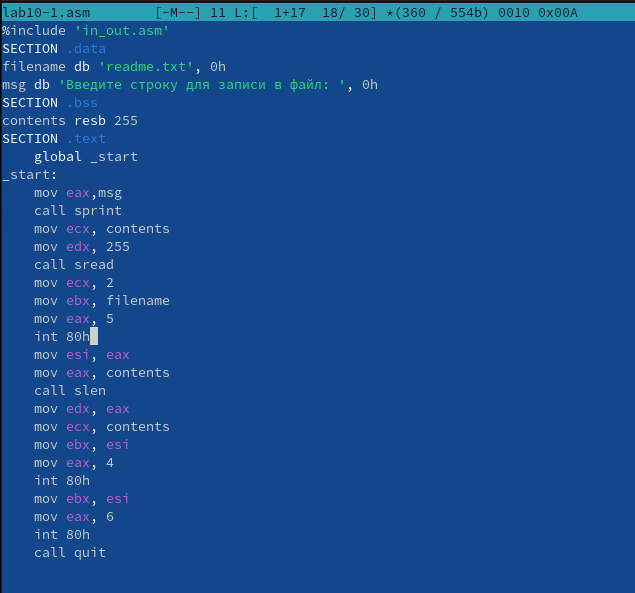 lab10-1.asm [-M--] 11 L:[ 1+17 18/ 30] *(360 / 554b) 0010 0x00A
%include 'in_out.asm'
SECTION .data
filename db 'readme.txt', 0h
msg db 'Введите строку для записи в файл: ', 0h
SECTION .bss
contents resb 255
SECTION .text
    global _start
_start:
    mov eax,msg
    call sprint
    mov ecx, contents
    mov edx, 255
    call sread
    mov ecx, 2
    mov ebx, filename
    mov eax, 5
    int 80h
    mov esi, eax
    mov eax, contents
    call slen
    mov edx, eax
    mov ecx, contents
    mov ebx, esi
    mov eax, 4
    int 80h
    mov ebx, esi
    mov eax, 6
    int 80h
    call quit